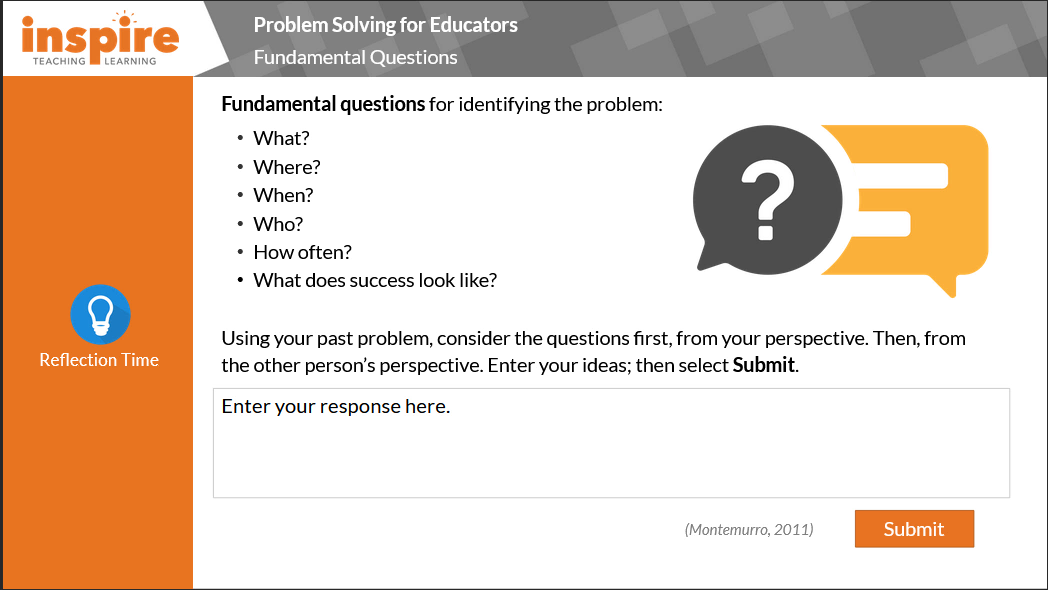 inspire
TEACHING LEARNING
Problem Solving for Educators
Fundamental Questions
Reflection Time
Fundamental questions for identifying the problem:
• What?
• Where?
• When?
• Who?
• How often?
• What does success look like?
?
Using your past problem, consider the questions first, from your perspective. Then, from
the other person’s perspective. Enter your ideas; then select Submit.
Enter your response here.
(Montemurro, 2011)
Submit